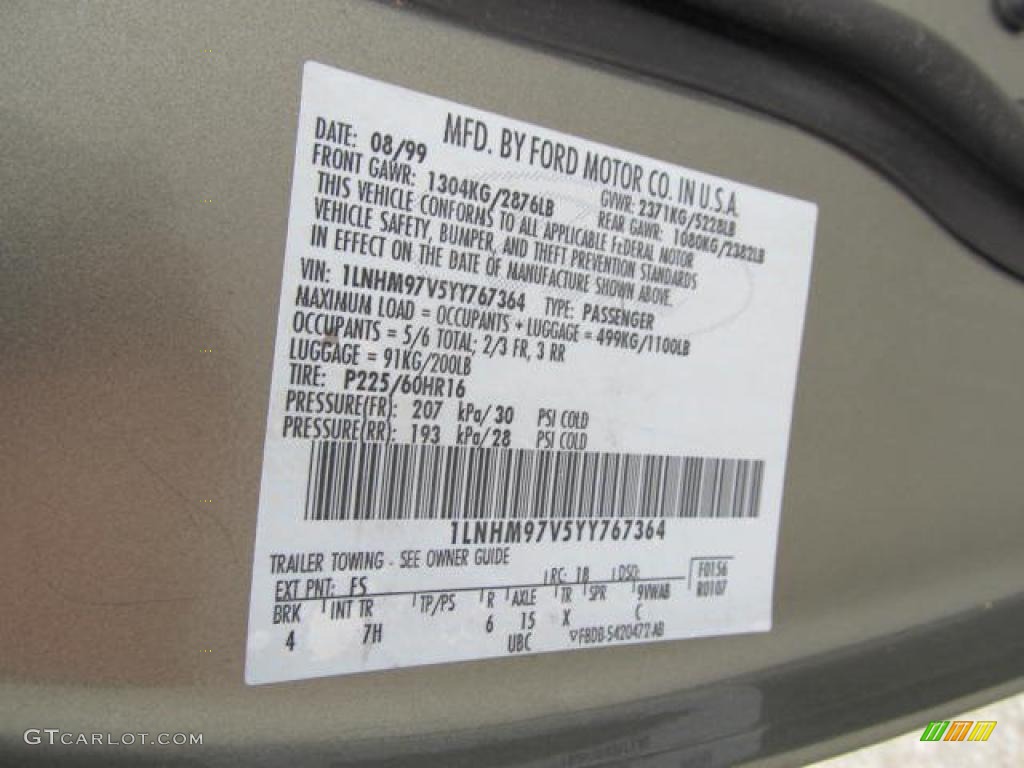 MFD. BY FORD MOTOR CO. IN U.S.A.
DATE: 08/99 GVWR: 2371KG/5228LB
FRONT GAWR: 1304KG/2876LB REAR GAWR: 1080KG/2382LB
THIS VEHICLE CONFORMS TO ALL APPLICABLE FEDERAL MOTOR
VEHICLE SAFETY, BUMPER, AND THEFT PREVENTION STANDARDS
IN EFFECT ON THE DATE OF MANUFACTURE SHOWN ABOVE.
VIN: 1LNHM97V5YY767364 TYPE: PASSENGER
MAXIMUM LOAD = OCCUPANTS + LUGGAGE = 499KG/1100LB
OCCUPANTS = 5/6 TOTAL; 2/3 FR, 3 RR
LUGGAGE = 91KG/200LB
TIRE: P225/60HR16
PRESSURE(FR): 207 kPa/30 PSI COLD
PRESSURE(RR): 193 kPa/28 PSI COLD
1LNHM97V5YY767364
TRAILER TOWING - SEE OWNER GUIDE
EXT PNT: FS RC: 18 DSO: F0156
BRK INT TR TP/PS R AXLE TR SPR 9VWAB R0107
4 7H 6 15 X C
UBC ▽F8DB-5420472-AB
GTCARLOT.COM